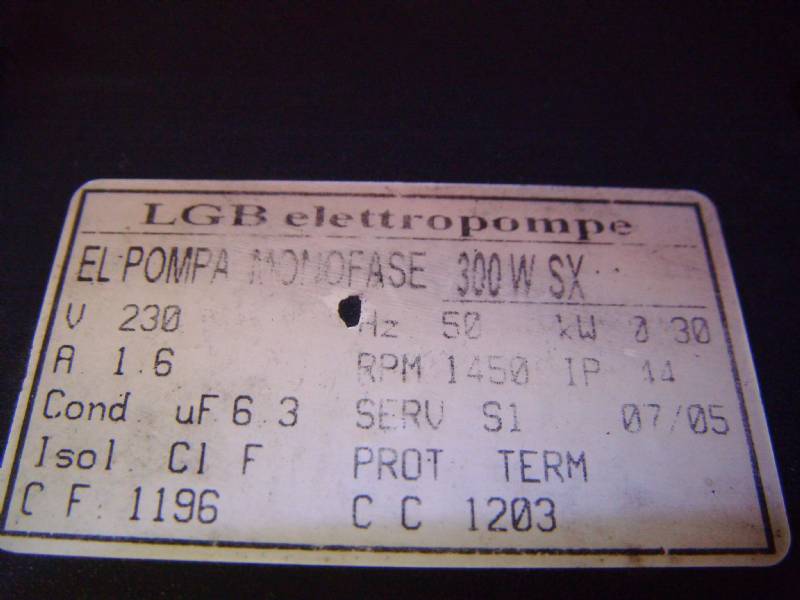 LGB elettropompe
EL POMPA MONOFASE 300 W SX
V 230 Hz 50 kW 0 30
A 1.6 RPM 1450 IP 44
Cond uF 6 3 SERV S1 07/05
Isol Cl F PROT TERM
C F 1196 C C 1203